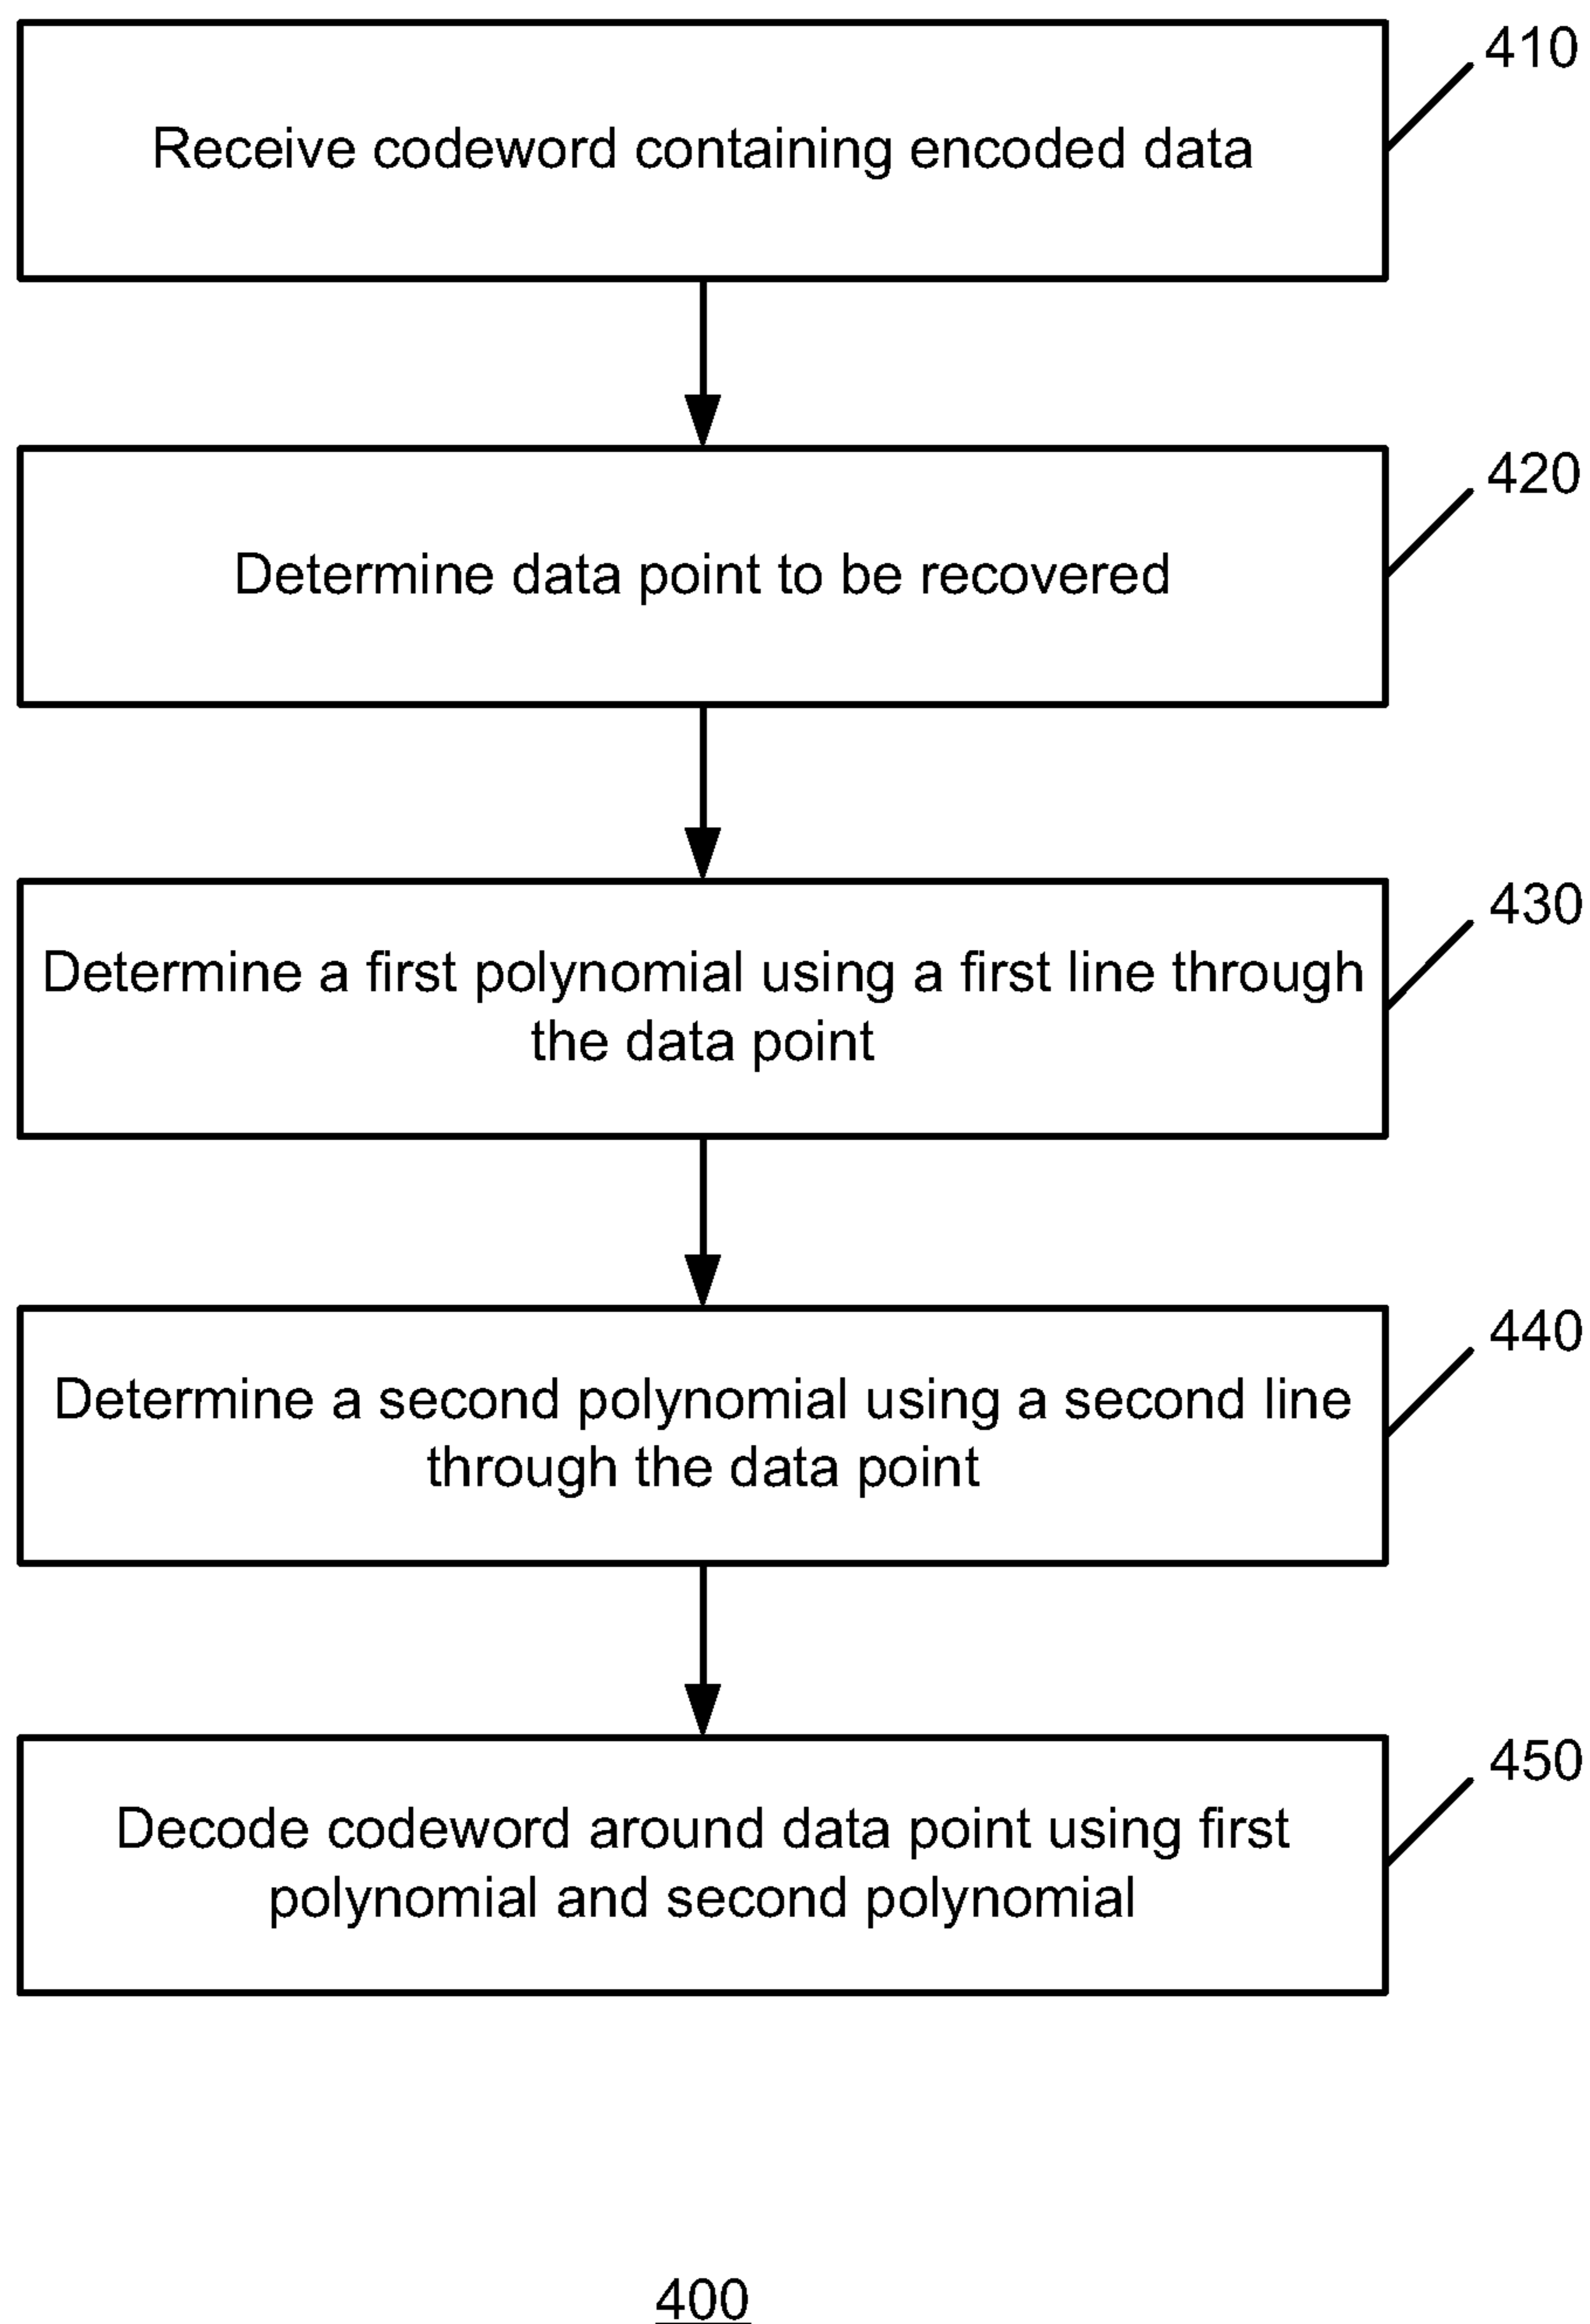 410
Receive codeword containing encoded data
420
Determine data point to be recovered
430
Determine a first polynomial using a first line through
the data point
440
Determine a second polynomial using a second line
through the data point
450
Decode codeword around data point using first
polynomial and second polynomial
400